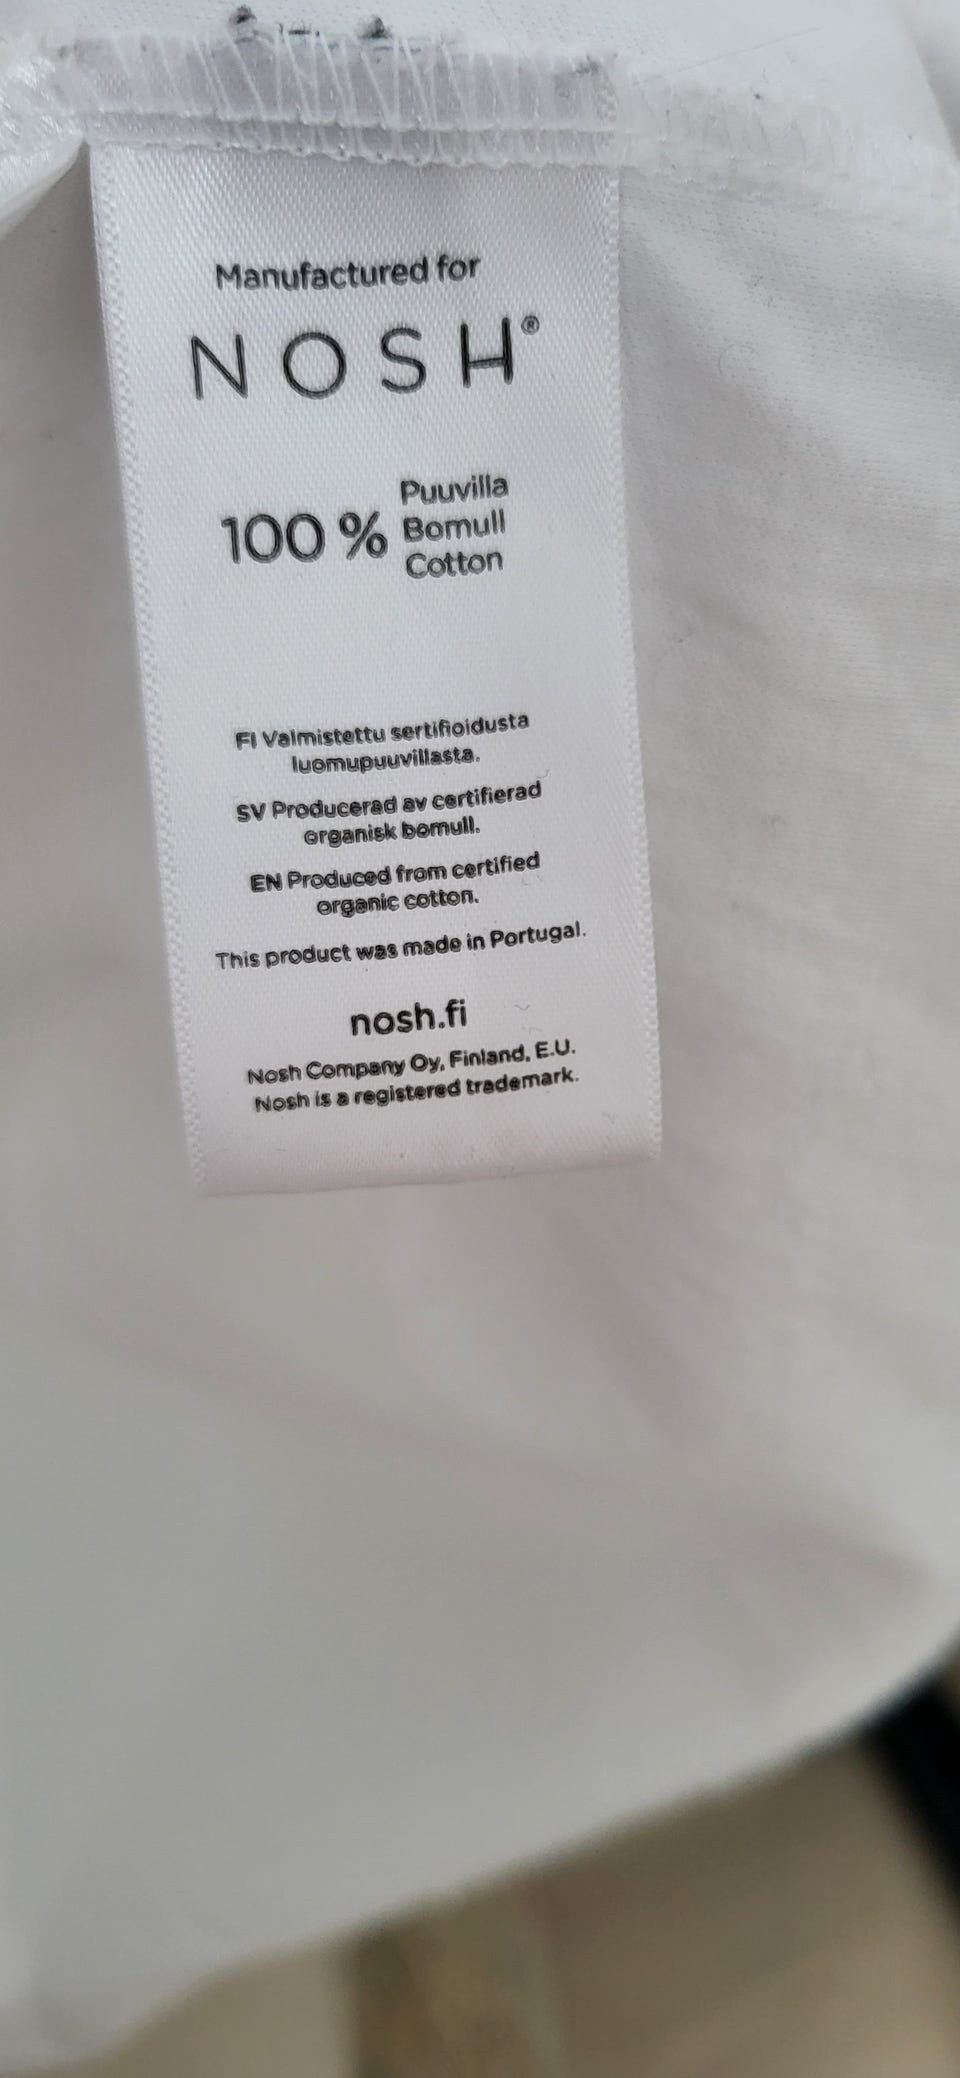 Manufactured for
NOSH®
100 % Puuvilla
Bomull
Cotton
FI Valmistettu sertifioidusta
luomupuuvillasta.
SV Producerad av certifierad
organisk bomull.
EN Produced from certified
organic cotton.
This product was made in Portugal.
nosh.fi
Nosh Company Oy, Finland, E.U.
Nosh is a registered trademark.